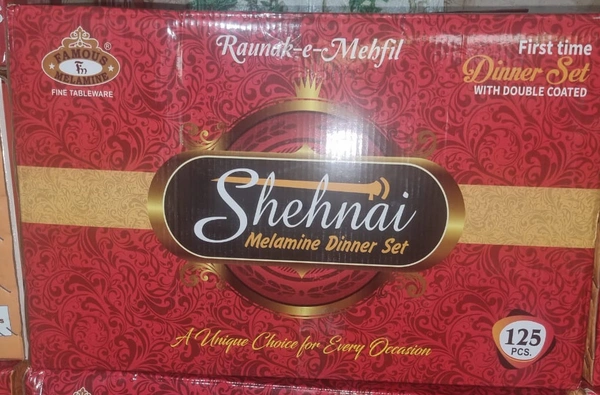 FAMOUS
Fm
MELAMINE
®
FINE TABLEWARE
Raunak-e-Mehfil
First time
Dinner Set
WITH DOUBLE COATED
Shehnai
Melamine Dinner Set
A Unique Choice for Every Occasion
125
PCS.